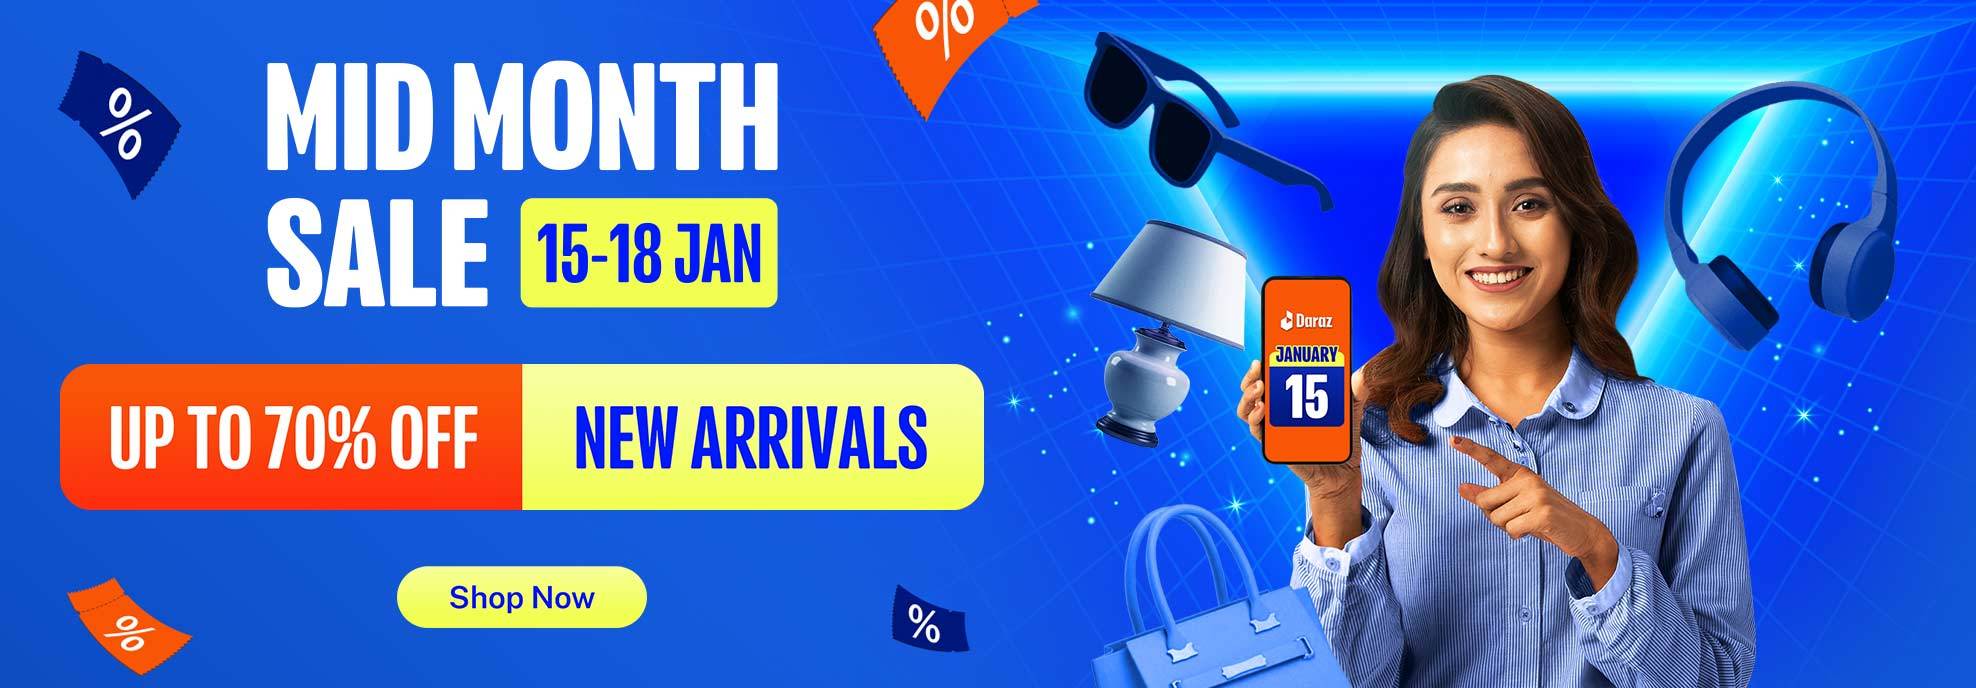 MID MONTH
SALE 15-18 JAN
UP TO 70% OFF NEW ARRIVALS
Shop Now
Daraz
JANUARY
15
%
%
%
%